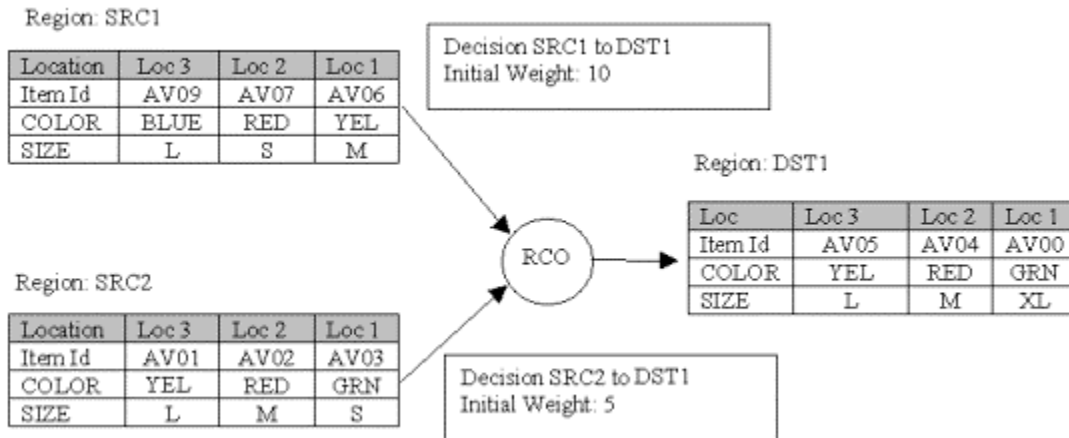 Region: SRC1
Decision SRC1 to DST1
Initial Weight: 10
Location Loc 3 Loc 2 Loc 1
Item Id AV09 AV07 AV06
COLOR BLUE RED YEL
SIZE L S M
Region: DST1
Loc Loc 3 Loc 2 Loc 1
Item Id AV05 AV04 AV00
COLOR YEL RED GRN
SIZE L M XL
RCO
Region: SRC2
Location Loc 3 Loc 2 Loc 1
Item Id AV01 AV02 AV03
COLOR YEL RED GRN
SIZE L M S
Decision SRC2 to DST1
Initial Weight: 5